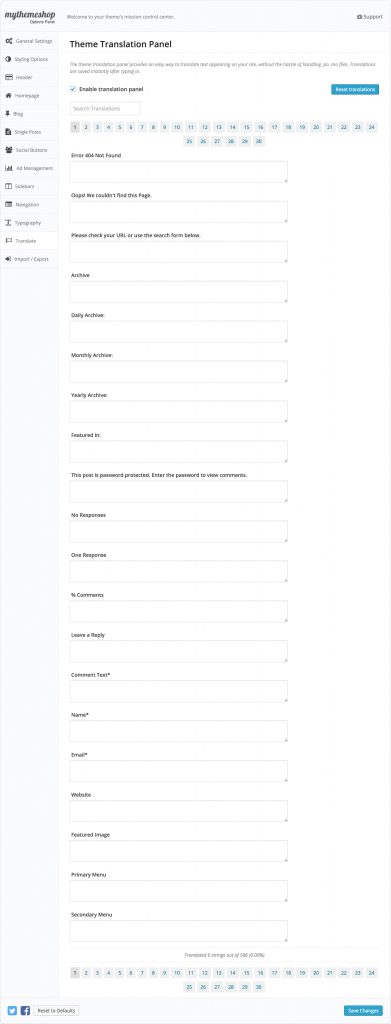 mythemeshop
Options Panel
Welcome to your theme's mission control center.
Support
General Settings
Styling Options
Header
Homepage
Blog
Single Posts
Social Buttons
Ad Management
Sidebars
Navigation
Typography
Translate
Import / Export
Theme Translation Panel
The theme translation panel provides an easy way to translate text appearing on your site, without the hassle of handling .po .mo files. Translations
are saved instantly after typing in.
Enable translation panel
Reset translations
Search Translations
1 2 3 4 5 6 7 8 9 10 11 12 13 14 15 16 17 18 19 20 21 22 23 24
25 26 27 28 29 30
Error 404 Not Found
Oops! We couldn't find this Page.
Please check your URL or use the search form below.
Archive
Daily Archive:
Monthly Archive:
Yearly Archive:
Featured in:
This post is password protected. Enter the password to view comments.
No Responses
One Response
% Comments
Leave a Reply
Comment Text*
Name*
Email*
Website
Featured Image
Primary Menu
Secondary Menu
Translated 0 strings out of 586 (0.00%)
1 2 3 4 5 6 7 8 9 10 11 12 13 14 15 16 17 18 19 20 21 22 23 24
25 26 27 28 29 30
Reset to Defaults
Save Changes